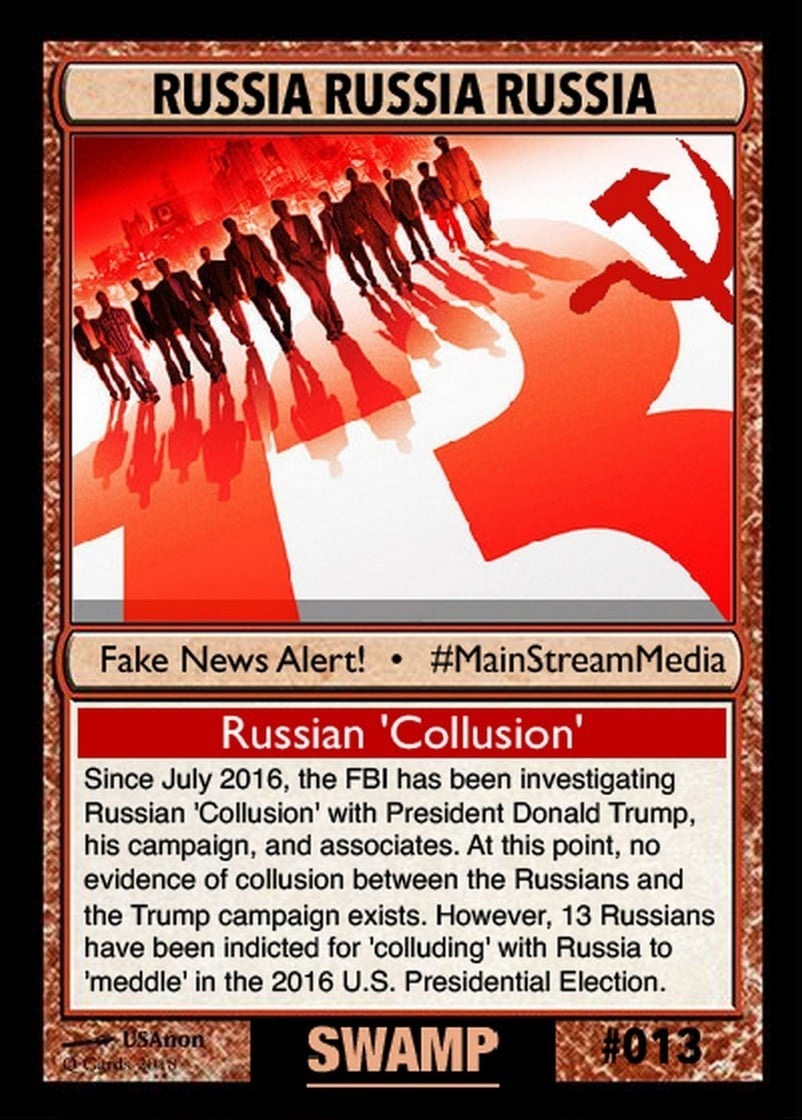 RUSSIA RUSSIA RUSSIA
13
Fake News Alert! • #MainStreamMedia
Russian 'Collusion'
Since July 2016, the FBI has been investigating
Russian 'Collusion' with President Donald Trump,
his campaign, and associates. At this point, no
evidence of collusion between the Russians and
the Trump campaign exists. However, 13 Russians
have been indicted for 'colluding' with Russia to
'meddle' in the 2016 U.S. Presidential Election.
USAnon
Q Cards, 2018
SWAMP
#013